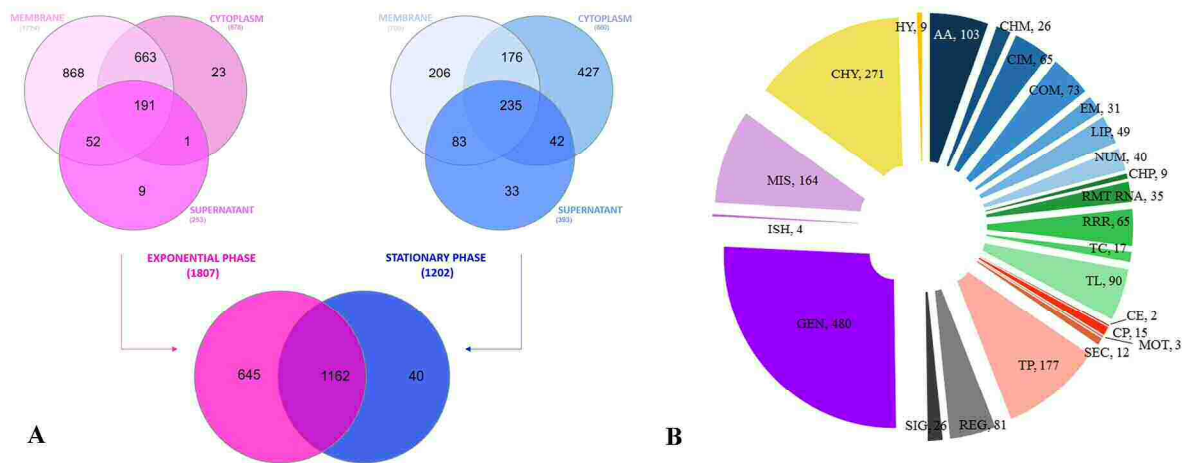 MEMBRANE
(1774)
CYTOPLASM
(878)
868
663
23
191
52
1
9
SUPERNATANT
(253)
MEMBRANE
(700)
CYTOPLASM
(880)
206
176
427
235
83
42
33
SUPERNATANT
(393)
EXPONENTIAL PHASE
(1807)
STATIONARY PHASE
(1202)
645
1162
40
A
HY, 9
AA, 103
CHM, 26
CIM, 65
COM, 73
EM, 31
LIP, 49
NUM, 40
CHP, 9
RMT RNA, 35
RRR, 65
TC, 17
TL, 90
CE, 2
CP, 15
MOT, 3
SEC, 12
TP, 177
REG, 81
SIG, 26
GEN, 480
ISH, 4
MIS, 164
CHY, 271
B